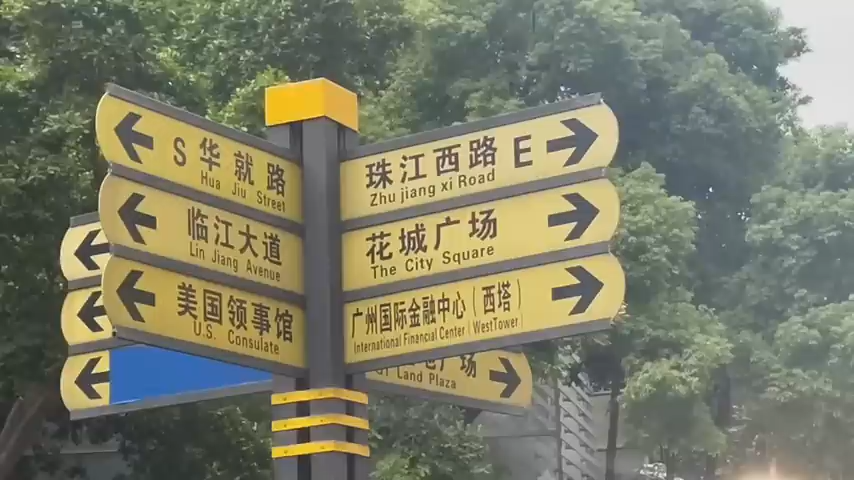 S 华就路
Hua Jiu Street
临江大道
Lin Jiang Avenue
美国领事馆
U.S. Consulate
珠江西路 E
Zhu jiang xi Road
花城广场
The City Square
广州国际金融中心（西塔）
International Financial Center（WestTower）
广场
Land Plaza